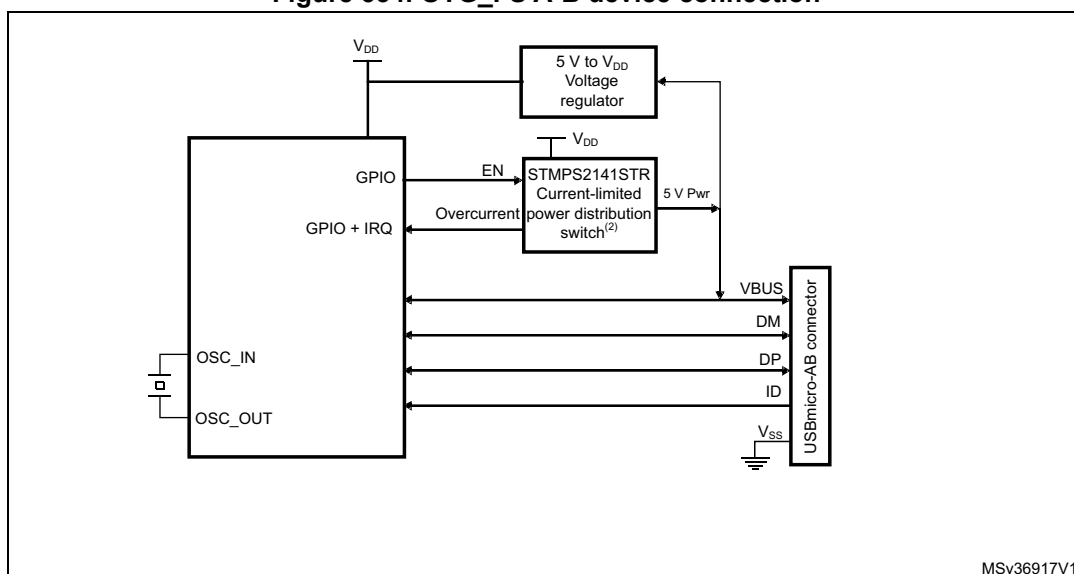 V_DD
5 V to V_DD
Voltage
regulator
V_DD
GPIO
EN
STMPS2141STR
Current-limited
power distribution
switch(2)
5 V Pwr
Overcurrent
GPIO + IRQ
VBUS
DM
DP
ID
V_SS
USBmicro-AB connector
OSC_IN
OSC_OUT
MSv36917V1